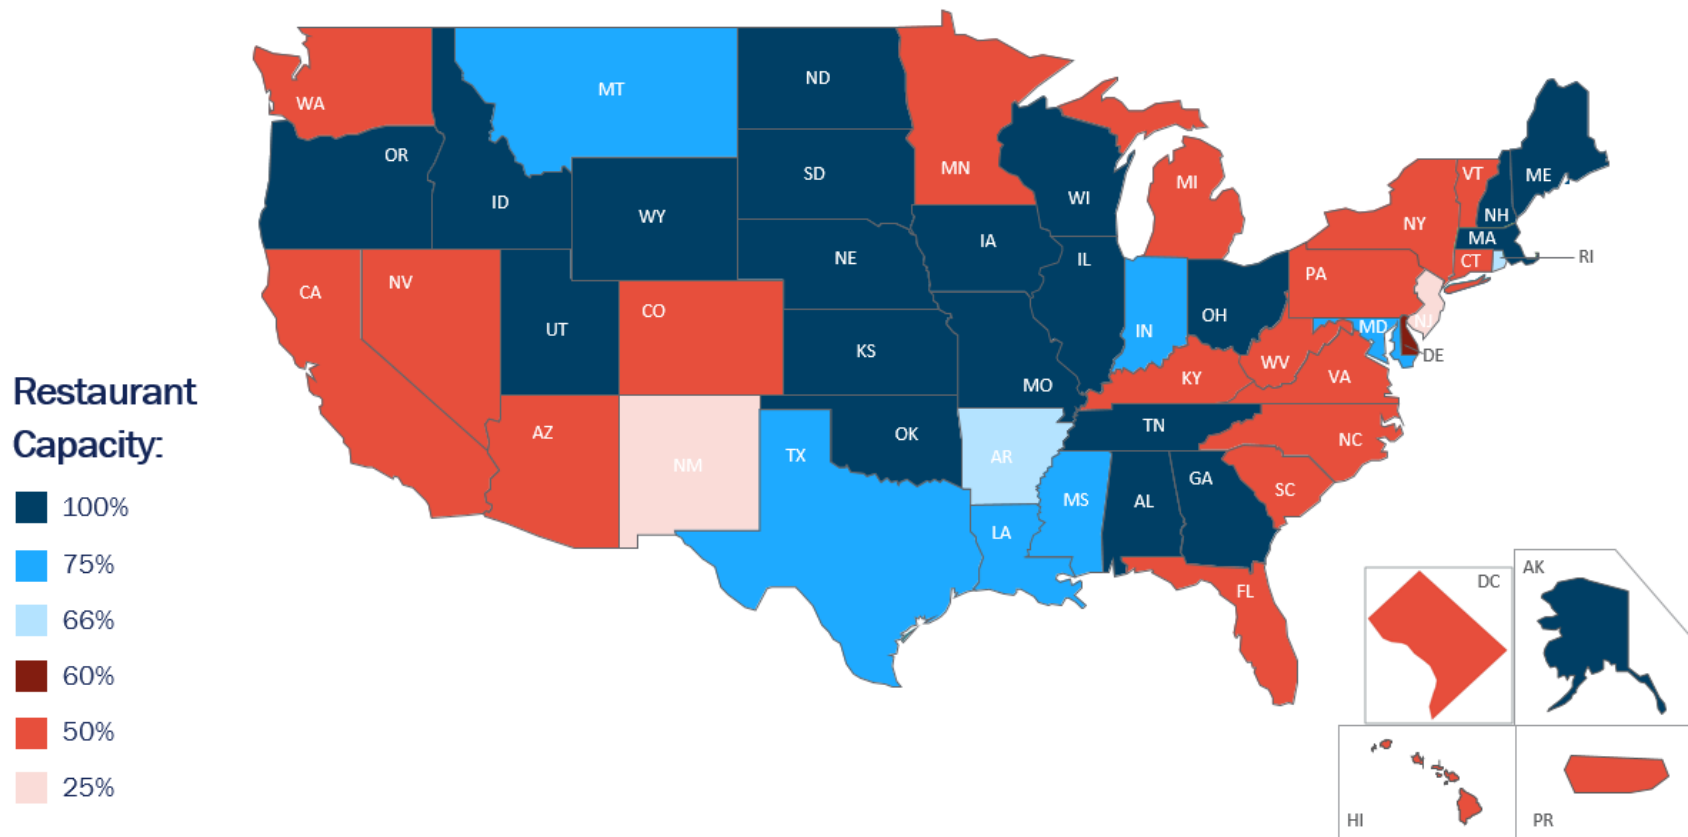 ND
MT
WA
OR
MN
SD
MI
VT
ME
WI
ID
WY
NH
NY
MA
IA
RI
NE
IL
CT
PA
NV
CA
CO
OH
NJ
UT
IN
MD
KS
DE
WV
KY
VA
MO
TN
AZ
OK
NC
TX
AR
NM
GA
SC
MS
AL
LA
FL
Restaurant
Capacity:
100%
75%
66%
60%
50%
25%
DC
AK
HI
PR